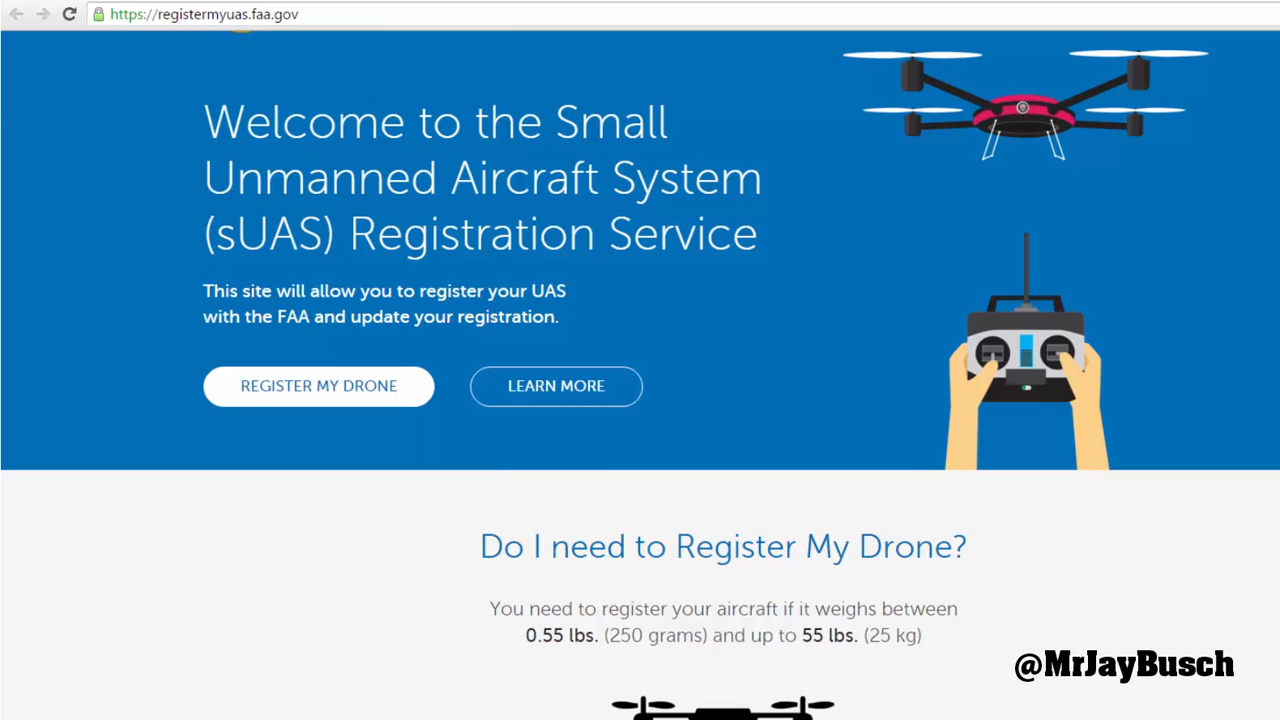 https://registermyuas.faa.gov
Welcome to the Small
Unmanned Aircraft System
(sUAS) Registration Service
This site will allow you to register your UAS
with the FAA and update your registration.
REGISTER MY DRONE
LEARN MORE
Do I need to Register My Drone?
You need to register your aircraft if it weighs between
0.55 lbs. (250 grams) and up to 55 lbs. (25 kg)
@MrJayBusch